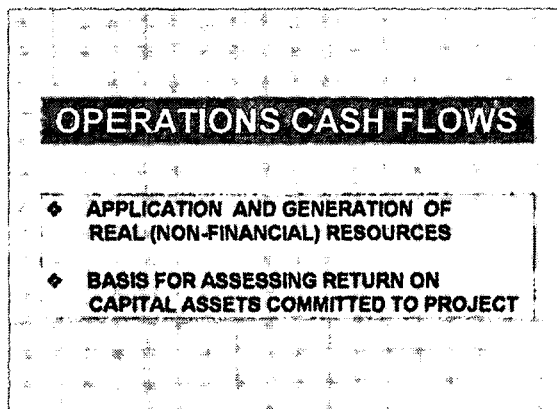 OPERATIONS CASH FLOWS
❖ APPLICATION AND GENERATION OF
REAL (NON-FINANCIAL) RESOURCES
❖ BASIS FOR ASSESSING RETURN ON
CAPITAL ASSETS COMMITTED TO PROJECT